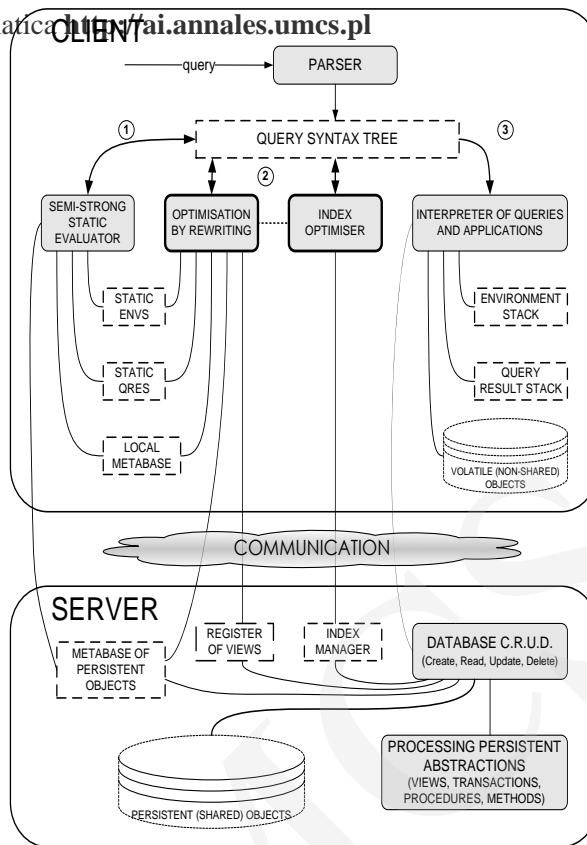 atica http://ai.annales.umcs.pl
CLIENT
query
PARSER
1
QUERY SYNTAX TREE
3
2
SEMI-STRONG
STATIC
EVALUATOR
OPTIMISATION
BY REWRITING
INDEX
OPTIMISER
INTERPRETER OF QUERIES
AND APPLICATIONS
STATIC
ENVS
ENVIRONMENT
STACK
STATIC
QRES
QUERY
RESULT STACK
LOCAL
METABASE
VOLATILE (NON-SHARED)
OBJECTS
COMMUNICATION
SERVER
METABASE OF
PERSISTENT
OBJECTS
REGISTER
OF VIEWS
INDEX
MANAGER
DATABASE C.R.U.D.
(Create, Read, Update, Delete)
PERSISTENT (SHARED) OBJECTS
PROCESSING PERSISTENT
ABSTRACTIONS
(VIEWS, TRANSACTIONS,
PROCEDURES, METHODS)